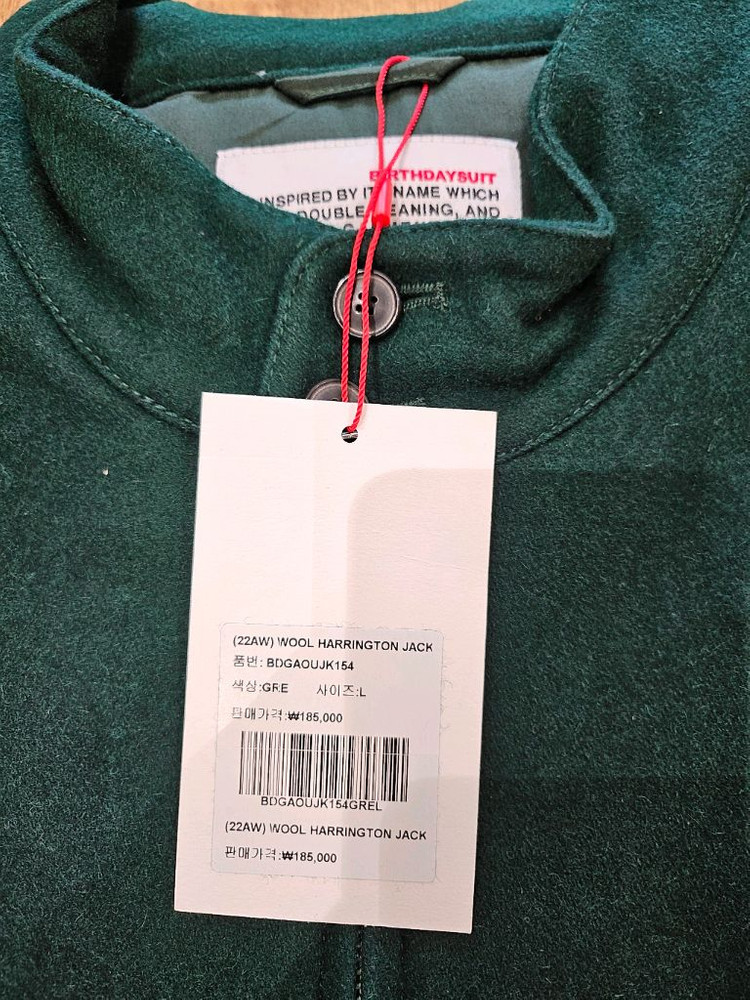 BIRTHDAYSUIT
INSPIRED BY ITS NAME WHICH
DOUBLE MEANING, AND
(22AW) WOOL HARRINGTON JACK
품번: BDGAOUJK154
색상:GRE 사이즈:L
판매가격:₩185,000
BDGAOUJK154GREL
(22AW) WOOL HARRINGTON JACK
판매가격:₩185,000